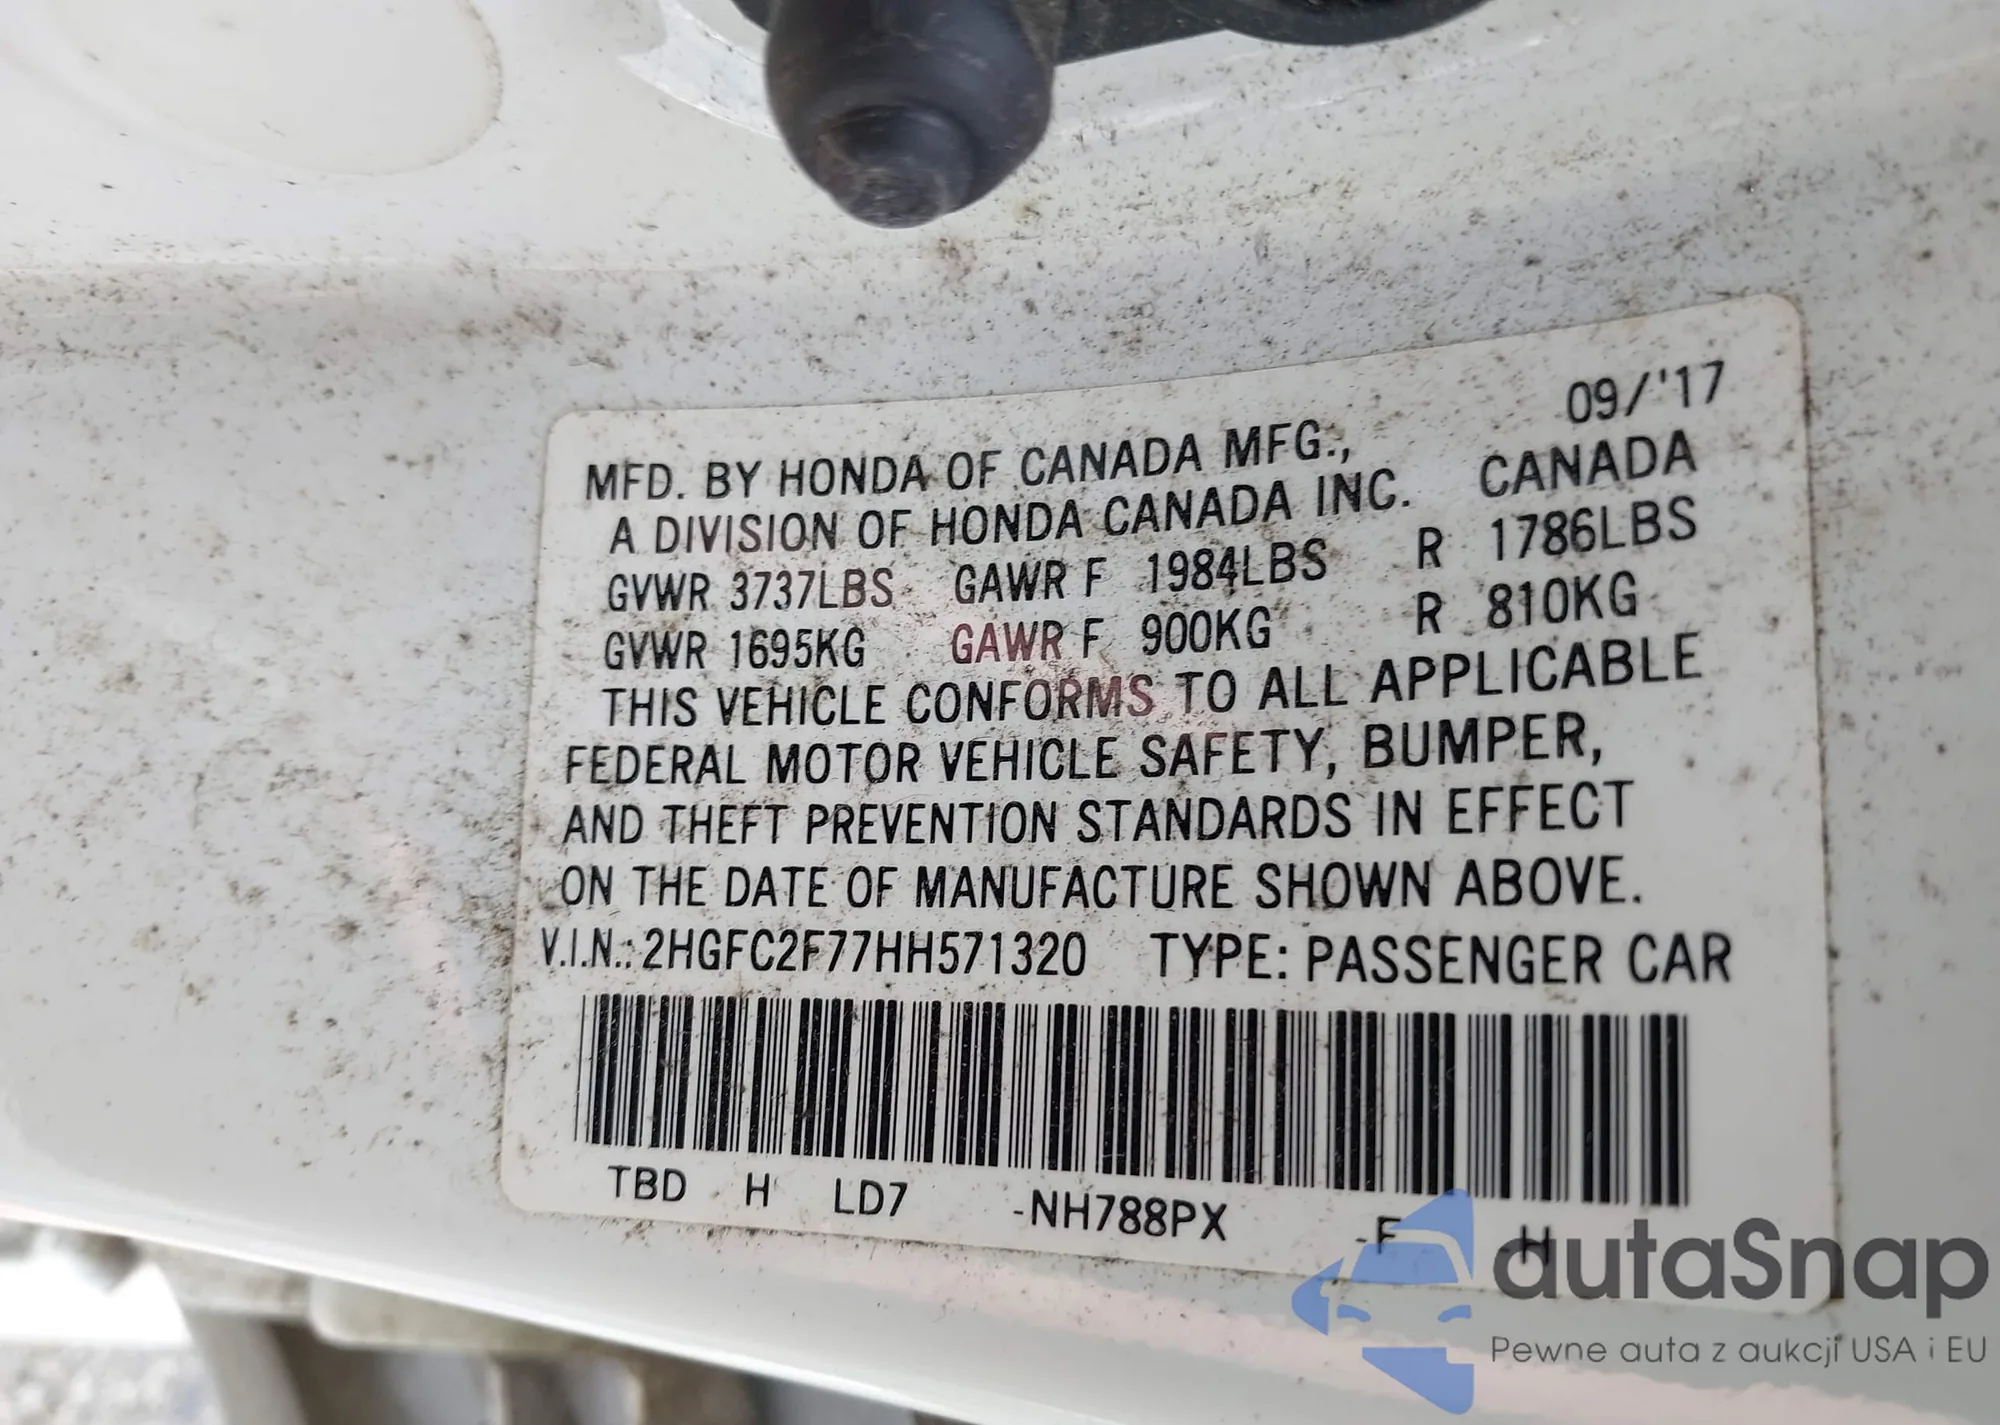 09/'17
MFD. BY HONDA OF CANADA MFG.,
A DIVISION OF HONDA CANADA INC. CANADA
GVWR 3737LBS GAWR F 1984LBS R 1786LBS
GVWR 1695KG GAWR F 900KG R 810KG
THIS VEHICLE CONFORMS TO ALL APPLICABLE
FEDERAL MOTOR VEHICLE SAFETY, BUMPER,
AND THEFT PREVENTION STANDARDS IN EFFECT
ON THE DATE OF MANUFACTURE SHOWN ABOVE.
V.I.N.: 2HGFC2F77HH571320 TYPE: PASSENGER CAR
TBD H LD7 -NH788PX -F -H
autaSnap
Pewne auta z aukcji USA i EU